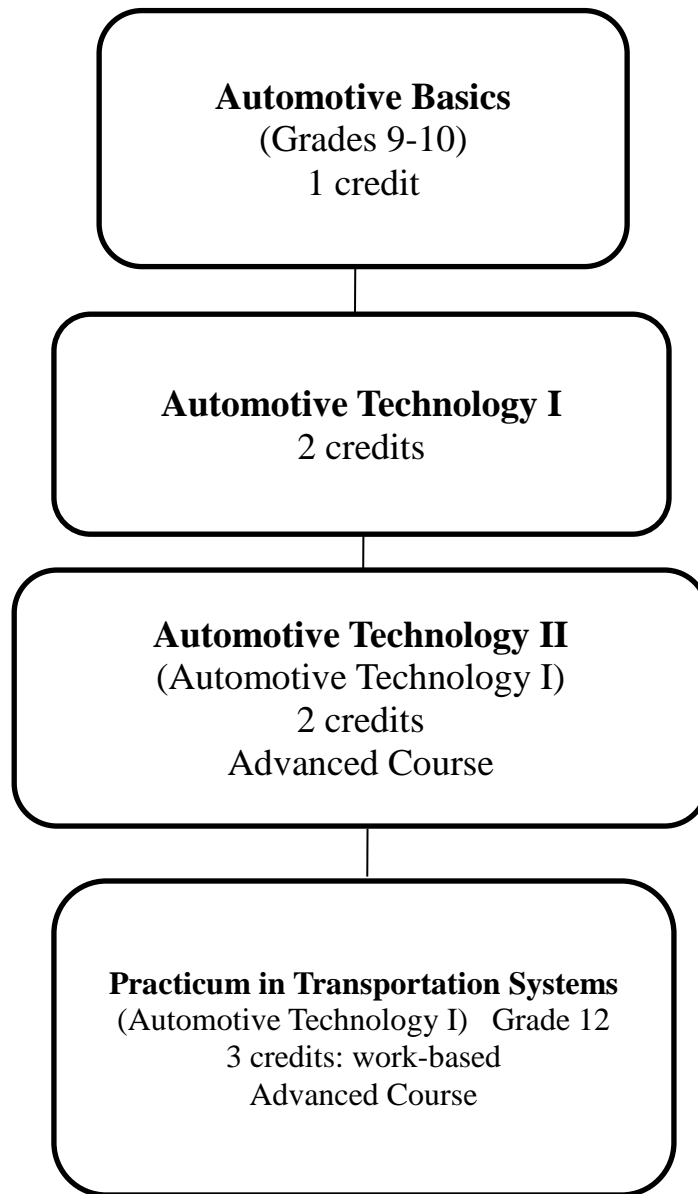 Automotive Basics
(Grades 9-10)
1 credit
Automotive Technology I
2 credits
Automotive Technology II
(Automotive Technology I)
2 credits
Advanced Course
Practicum in Transportation Systems
(Automotive Technology I)   Grade 12
3 credits: work-based
Advanced Course